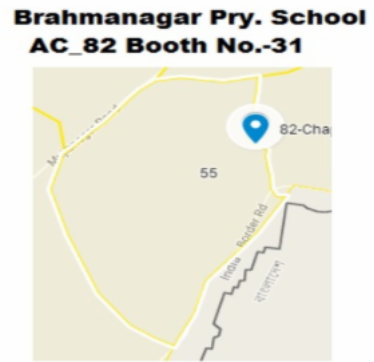 Brahmanagar Pry. School
AC_82 Booth No.-31
82-Cha
55
India Border Rd
বাংলাদেশ